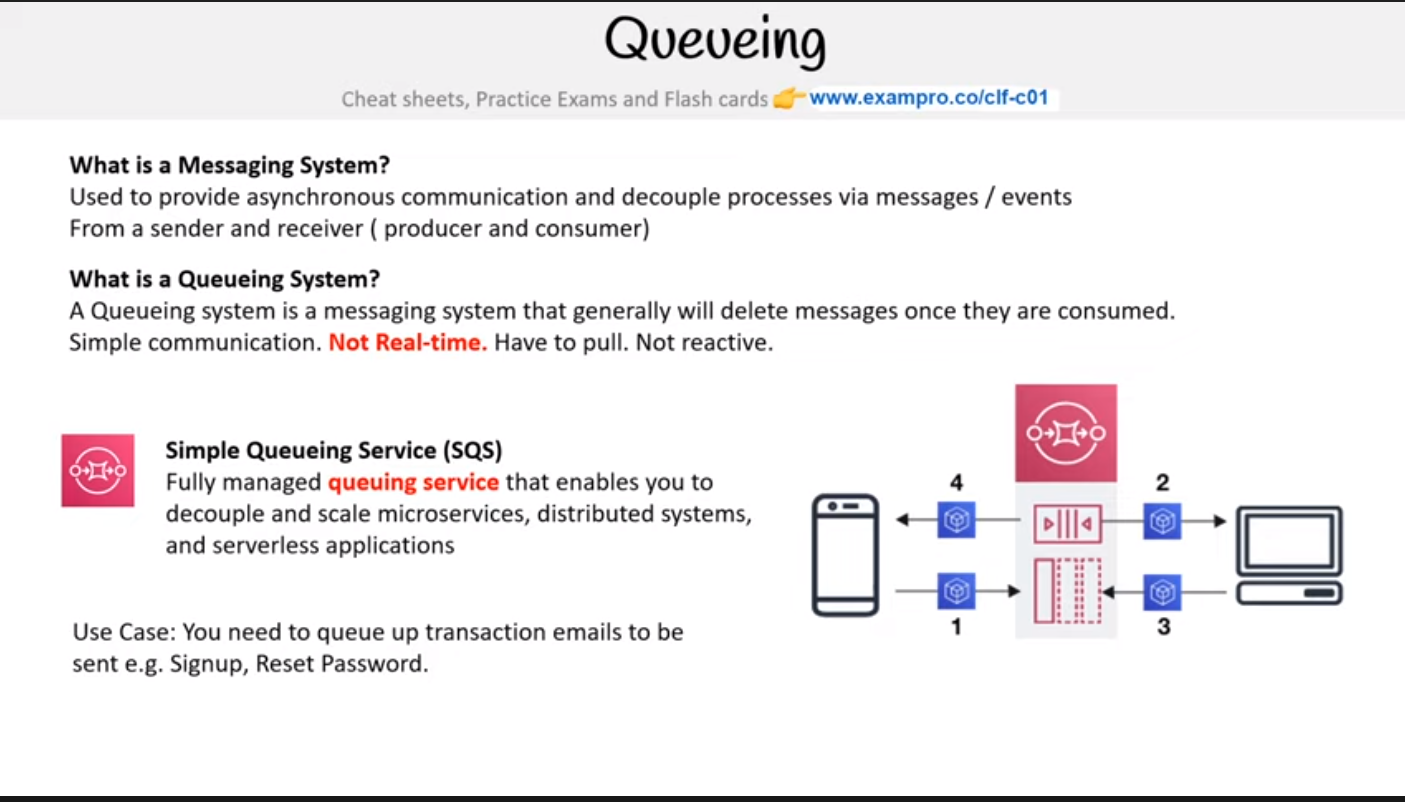 Queueing
Cheat sheets, Practice Exams and Flash cards 👉 www.exampro.co/clf-c01
What is a Messaging System?
Used to provide asynchronous communication and decouple processes via messages / events
From a sender and receiver ( producer and consumer)
What is a Queueing System?
A Queueing system is a messaging system that generally will delete messages once they are consumed.
Simple communication. Not Real-time. Have to pull. Not reactive.
Simple Queueing Service (SQS)
Fully managed queuing service that enables you to
decouple and scale microservices, distributed systems,
and serverless applications
Use Case: You need to queue up transaction emails to be
sent e.g. Signup, Reset Password.
4
2
1
3